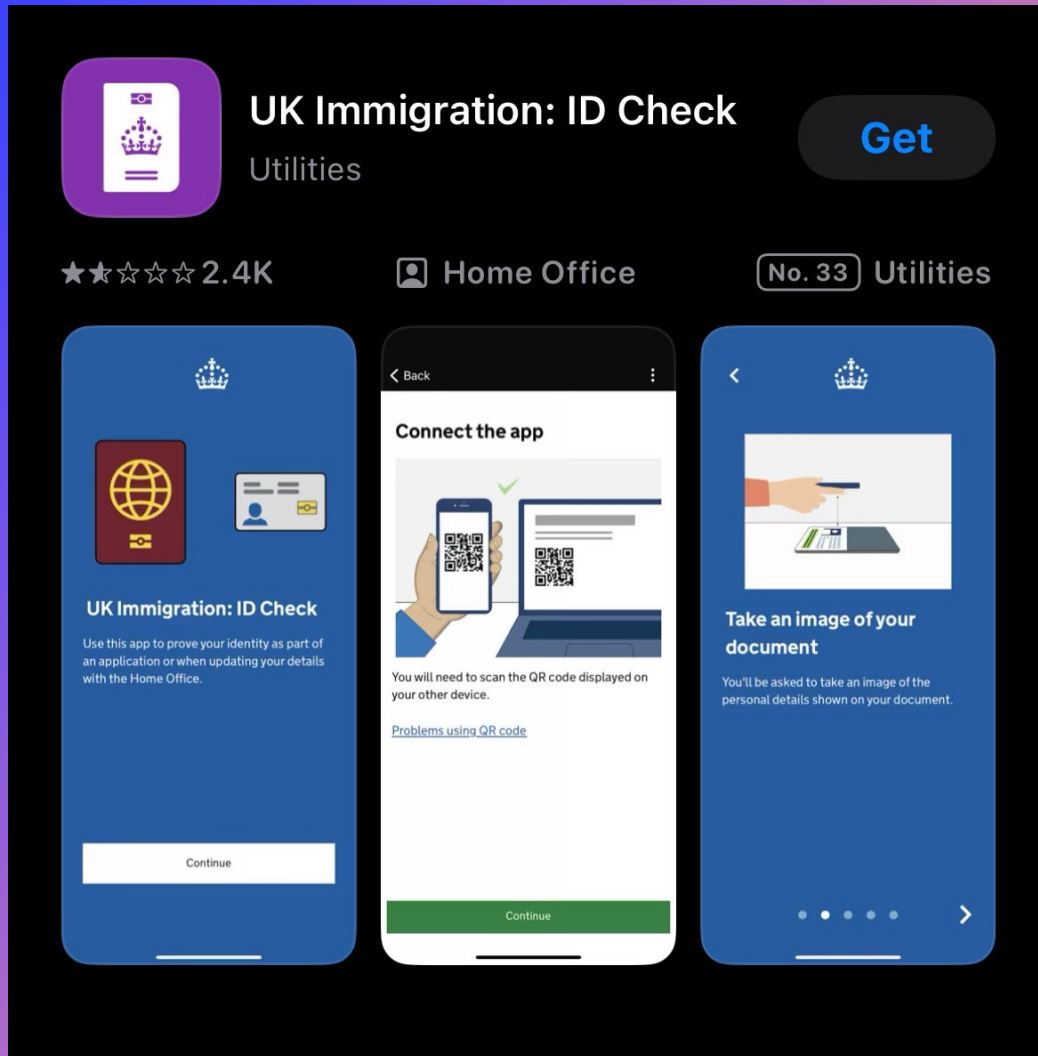 UK Immigration: ID Check
Utilities
Get
2.4K
Home Office
No. 33 Utilities
UK Immigration: ID Check
Use this app to prove your identity as part of
an application or when updating your details
with the Home Office.
Continue
Back
Connect the app
You will need to scan the QR code displayed on
your other device.
Problems using QR code
Continue
Take an image of your
document
You'll be asked to take an image of the
personal details shown on your document.